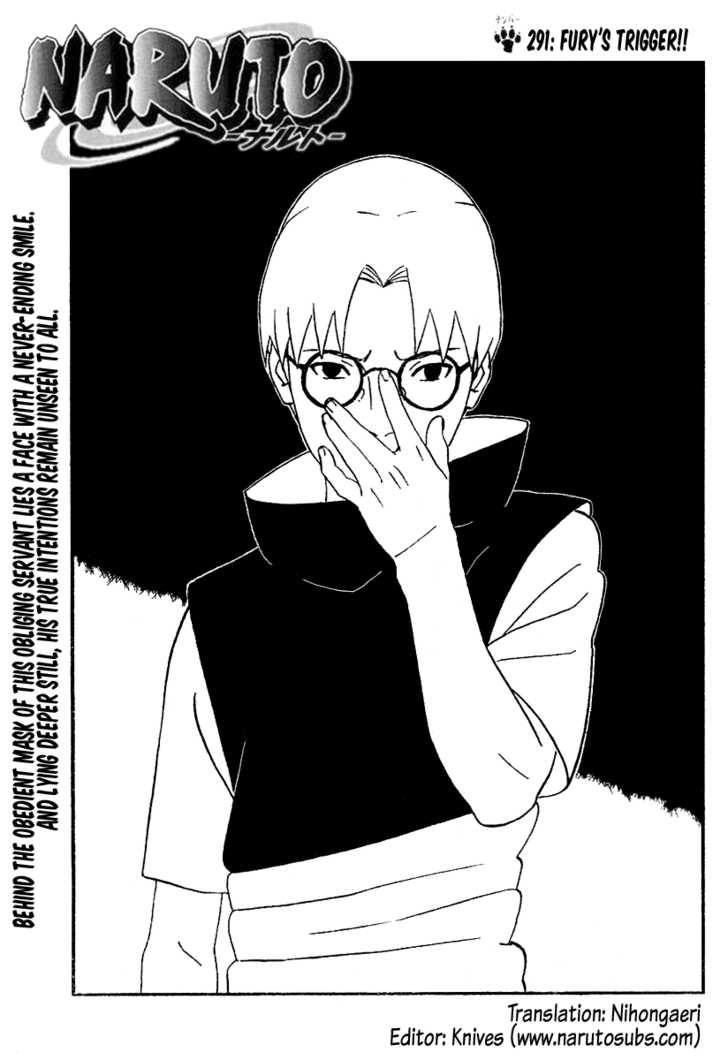 NARUTO
-ナルト-
ナンバー
291: FURY'S TRIGGER!!
BEHIND THE OBEDIENT MASK OF THIS OBLIGING SERVANT LIES A FACE WITH A NEVER-ENDING SMILE.
AND LYING DEEPER STILL, HIS TRUE INTENTIONS REMAIN UNSEEN TO ALL.
Translation: Nihongaeri
Editor: Knives (www.narutosubs.com)